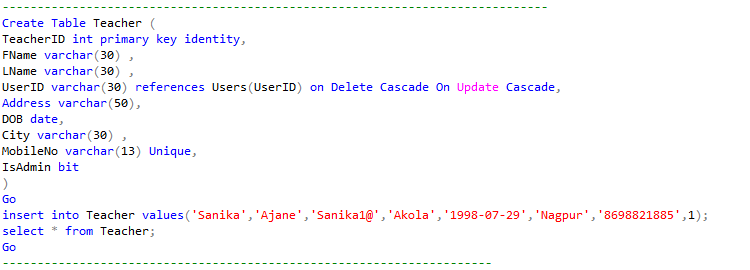 ------------------------------------------------------------------------------
Create Table Teacher (
TeacherID int primary key identity,
FName varchar(30) ,
LName varchar(30) ,
UserID varchar(30) references Users(UserID) on Delete Cascade On Update Cascade,
Address varchar(50),
DOB date,
City varchar(30) ,
MobileNo varchar(13) Unique,
IsAdmin bit
)
Go
insert into Teacher values('Sanika','Ajane','Sanika1@','Akola','1998-07-29','Nagpur','8698821885',1);
select * from Teacher;
Go
----------------------------------------------------------------------